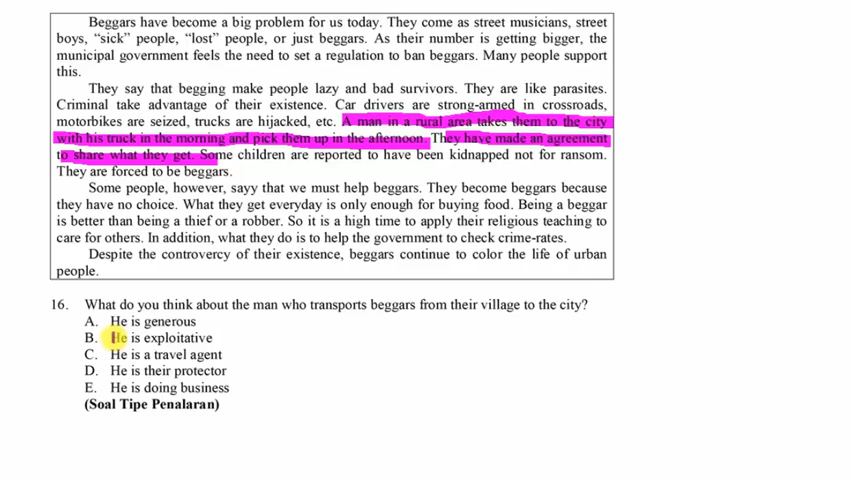 Beggars have become a big problem for us today. They come as street musicians, street
boys, “sick” people, “lost” people, or just beggars. As their number is getting bigger, the
municipal government feels the need to set a regulation to ban beggars. Many people support
this.
They say that begging make people lazy and bad survivors. They are like parasites.
Criminal take advantage of their existence. Car drivers are strong-armed in crossroads,
motorbikes are seized, trucks are hijacked, etc. A man in a rural area takes them to the city
with his truck in the morning and pick them up in the afternoon. They have made an agreement
to share what they get. Some children are reported to have been kidnapped not for ransom.
They are forced to be beggars.
Some people, however, sayy that we must help beggars. They become beggars because
they have no choice. What they get everyday is only enough for buying food. Being a beggar
is better than being a thief or a robber. So it is a high time to apply their religious teaching to
care for others. In addition, what they do is to help the government to check crime-rates.
Despite the controvercy of their existence, beggars continue to color the life of urban
people.
16. What do you think about the man who transports beggars from their village to the city?
A. He is generous
B. He is exploitative
C. He is a travel agent
D. He is their protector
E. He is doing business
(Soal Tipe Penalaran)